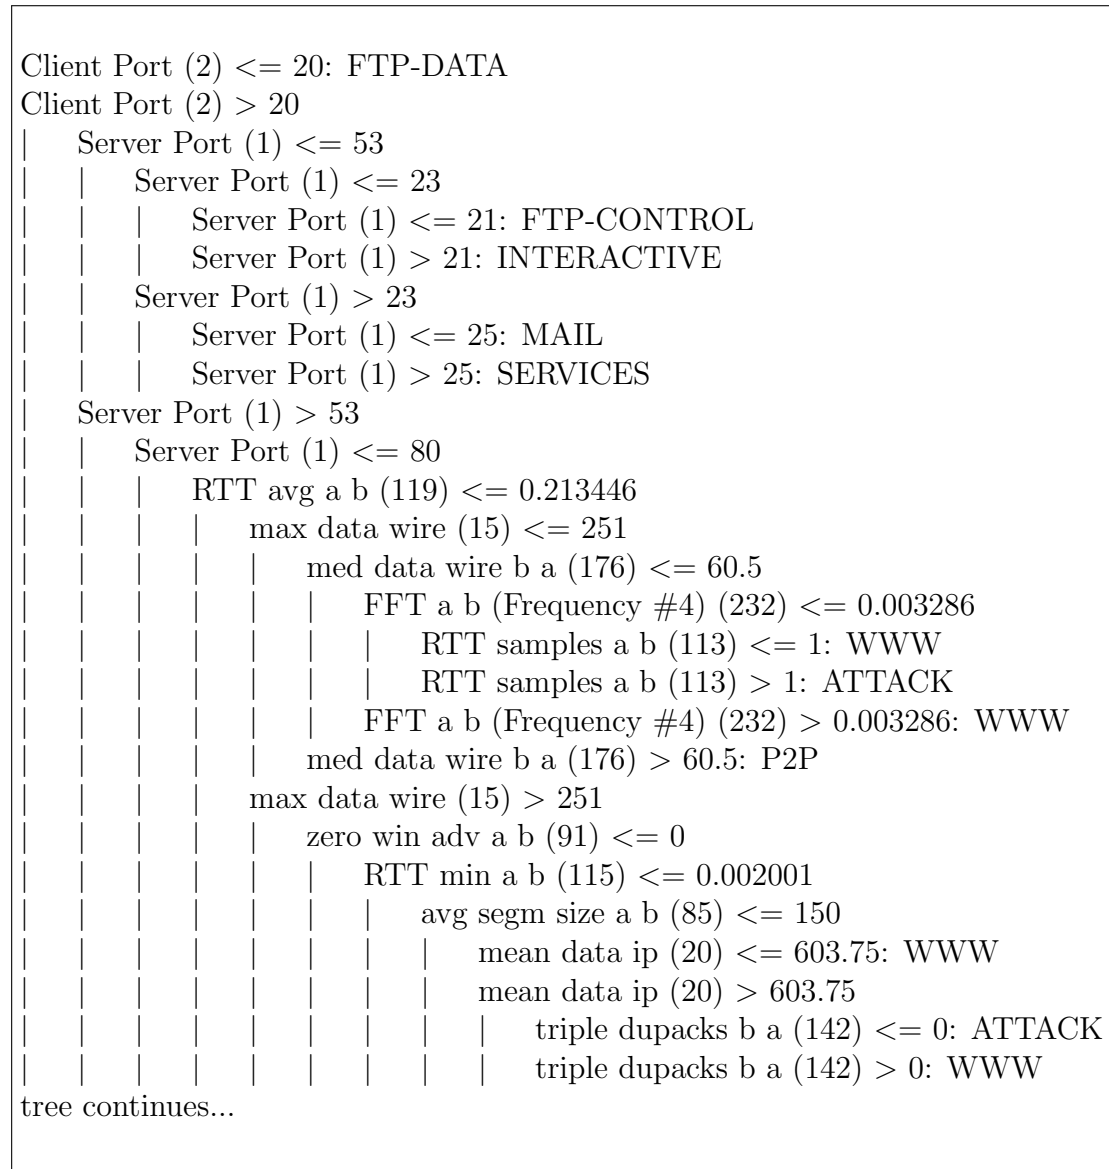 Client Port (2) <= 20: FTP-DATA
Client Port (2) > 20
| Server Port (1) <= 53
| | Server Port (1) <= 23
| | | Server Port (1) <= 21: FTP-CONTROL
| | | Server Port (1) > 21: INTERACTIVE
| | Server Port (1) > 23
| | | Server Port (1) <= 25: MAIL
| | | Server Port (1) > 25: SERVICES
| Server Port (1) > 53
| | Server Port (1) <= 80
| | | RTT avg a b (119) <= 0.213446
| | | | max data wire (15) <= 251
| | | | | med data wire b a (176) <= 60.5
| | | | | | FFT a b (Frequency #4) (232) <= 0.003286
| | | | | | | RTT samples a b (113) <= 1: WWW
| | | | | | | RTT samples a b (113) > 1: ATTACK
| | | | | | FFT a b (Frequency #4) (232) > 0.003286: WWW
| | | | | med data wire b a (176) > 60.5: P2P
| | | | max data wire (15) > 251
| | | | | zero win adv a b (91) <= 0
| | | | | | RTT min a b (115) <= 0.002001
| | | | | | | avg segm size a b (85) <= 150
| | | | | | | | mean data ip (20) <= 603.75: WWW
| | | | | | | | mean data ip (20) > 603.75
| | | | | | | | | triple dupacks b a (142) <= 0: ATTACK
| | | | | | | | | triple dupacks b a (142) > 0: WWW
tree continues...